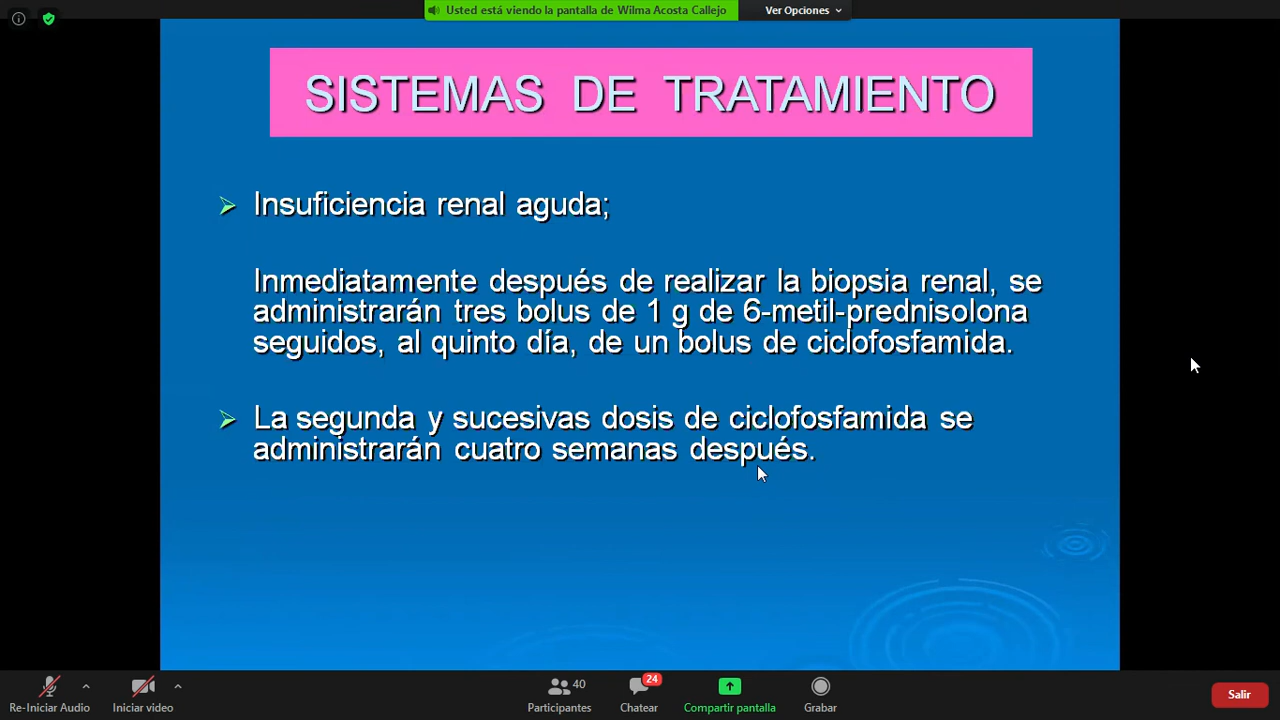 Usted está viendo la pantalla de Wilma Acosta Callejo
Ver Opciones
SISTEMAS DE TRATAMIENTO
Insuficiencia renal aguda;
Inmediatamente después de realizar la biopsia renal, se
administrarán tres bolus de 1 g de 6-metil-prednisolona
seguidos, al quinto día, de un bolus de ciclofosfamida.
La segunda y sucesivas dosis de ciclofosfamida se
administrarán cuatro semanas después.
24
40
Re-Iniciar Audio
Iniciar video
Participantes
Chatear
Compartir pantalla
Grabar
Salir